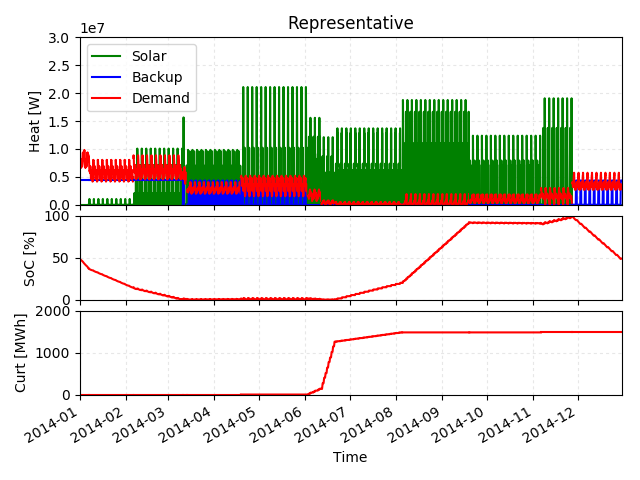 Representative
1e7
3.0
2.5
2.0
1.5
1.0
0.5
0.0
Heat [W]
Solar
Backup
Demand
100
50
0
SoC [%]
2000
1000
0
Curt [MWh]
2014-01
2014-02
2014-03
2014-04
2014-05
2014-06
2014-07
2014-08
2014-09
2014-10
2014-11
2014-12
Time